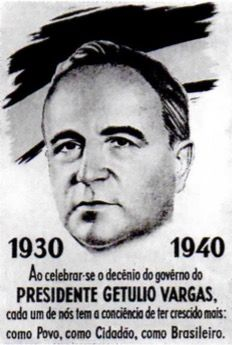 1930 1940
Ao celebrar-se o decênio do govêrno do
PRESIDENTE GETULIO VARGAS,
cada um de nós tem a conciência de ter crescido mais:
como Povo, como Cidadão, como Brasileiro.